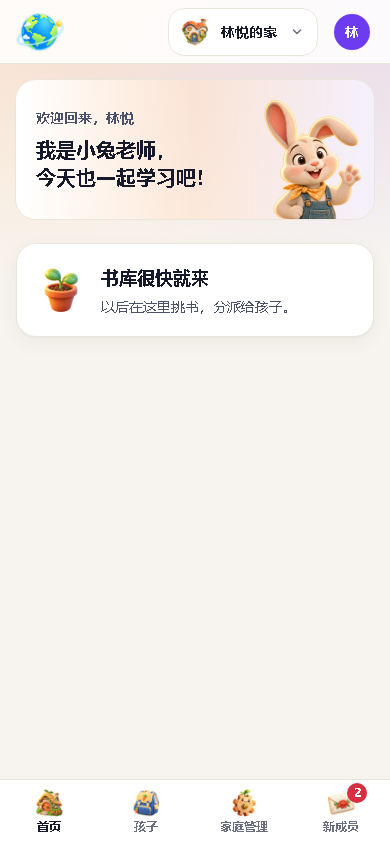 林悦的家
林
欢迎回来，林悦
我是小兔老师，
今天也一起学习吧！
书库很快就来
以后在这里挑书，分派给孩子。
2
首页
孩子
家庭管理
新成员